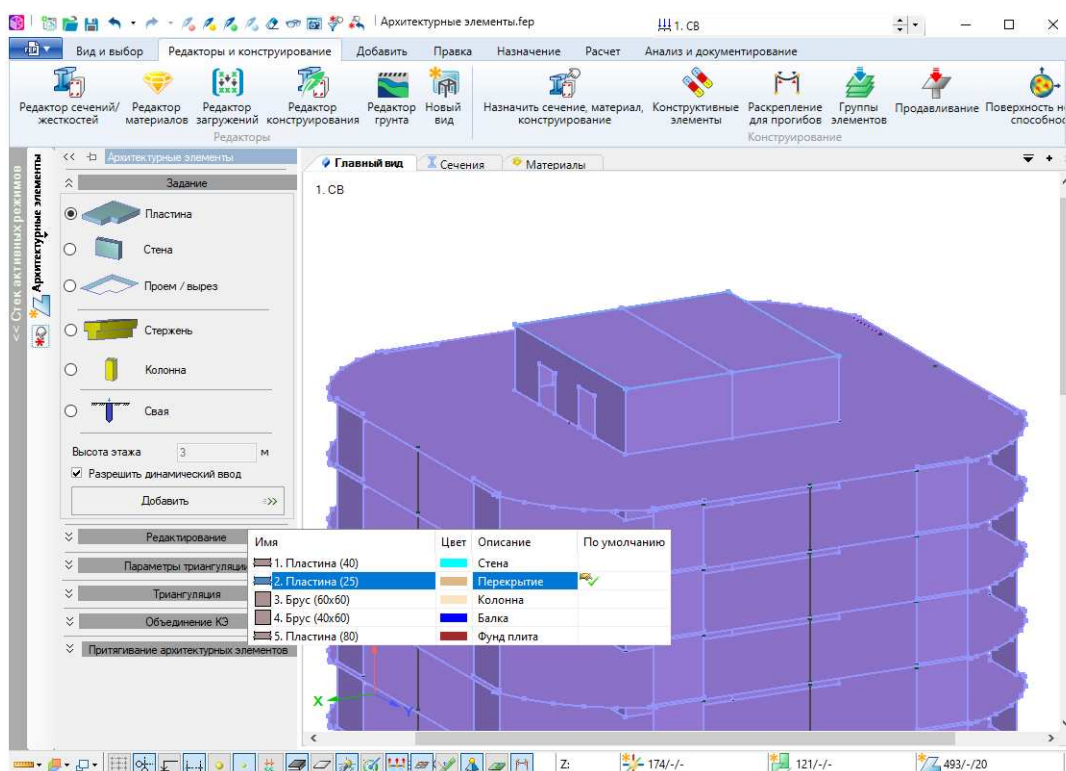 Архитектурные элементы.fep
1. СВ
Вид и выбор Редакторы и конструирование Добавить Правка Назначение Расчет Анализ и документирование
Редактор сечений/ Редактор Редактор Редактор Редактор Новый Назначить сечение, материал, Конструктивные Раскрепление Группы Продавливание Поверхность н
жесткостей материалов загружений конструирования грунта вид конструирование элементы для прогибов элементов способнос
Редакторы Конструирование
<< Стек активных режимов
Архитектурные элементы
<< Архитектурные элементы
Главный вид Сечения Материалы
Задание
1. СВ
Пластина
Стена
Проем / вырез
Стержень
Колонна
Свая
Высота этажа 3 м
Разрешить динамический ввод
Добавить =>>
Редактирование
Параметры триангуляции
Триангуляция
Объединение КЭ
Притягивание архитектурных элементов
Имя Цвет Описание По умолчанию
1. Пластина (40) Стена
2. Пластина (25) Перекрытие
3. Брус (60x60) Колонна
4. Брус (40x60) Балка
5. Пластина (80) Фунд плита
X
Y
Z: 174/-/- 121/-/- 493/-/20